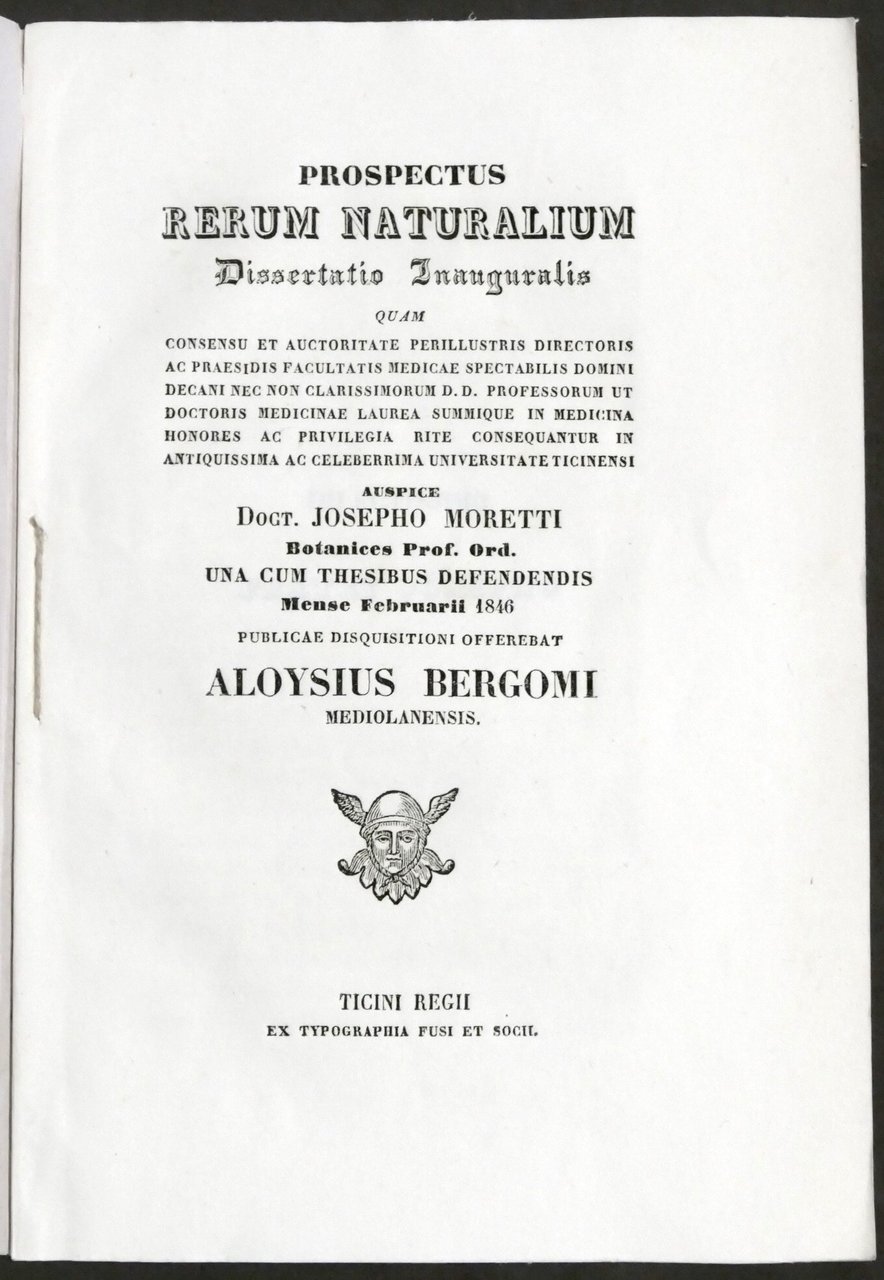 PROSPECTUS
RERUM NATURALIUM
Dissertatio Inauguralis
QUAM
CONSENSU ET AUCTORITATE PERILLUSTRIS DIRECTORIS
AC PRAESIDIS FACULTATIS MEDICAE SPECTABILIS DOMINI
DECANI NEC NON CLARISSIMORUM D. D. PROFESSORUM UT
DOCTORIS MEDICINAE LAUREA SUMMIQUE IN MEDICINA
HONORES AC PRIVILEGIA RITE CONSEQUANTUR IN
ANTIQUISSIMA AC CELEBERRIMA UNIVERSITATE TICINENSI
AUSPICE
DOCT. JOSEPHO MORETTI
Botanices Prof. Ord.
UNA CUM THESIBUS DEFENDENDIS
Mense Februarii 1846
PUBLICAE DISQUISITIONI OFFEREBAT
ALOYSIUS BERGOMI
MEDIOLANENSIS.
TICINI REGII
EX TYPOGRAPHIA FUSI ET SOCII.